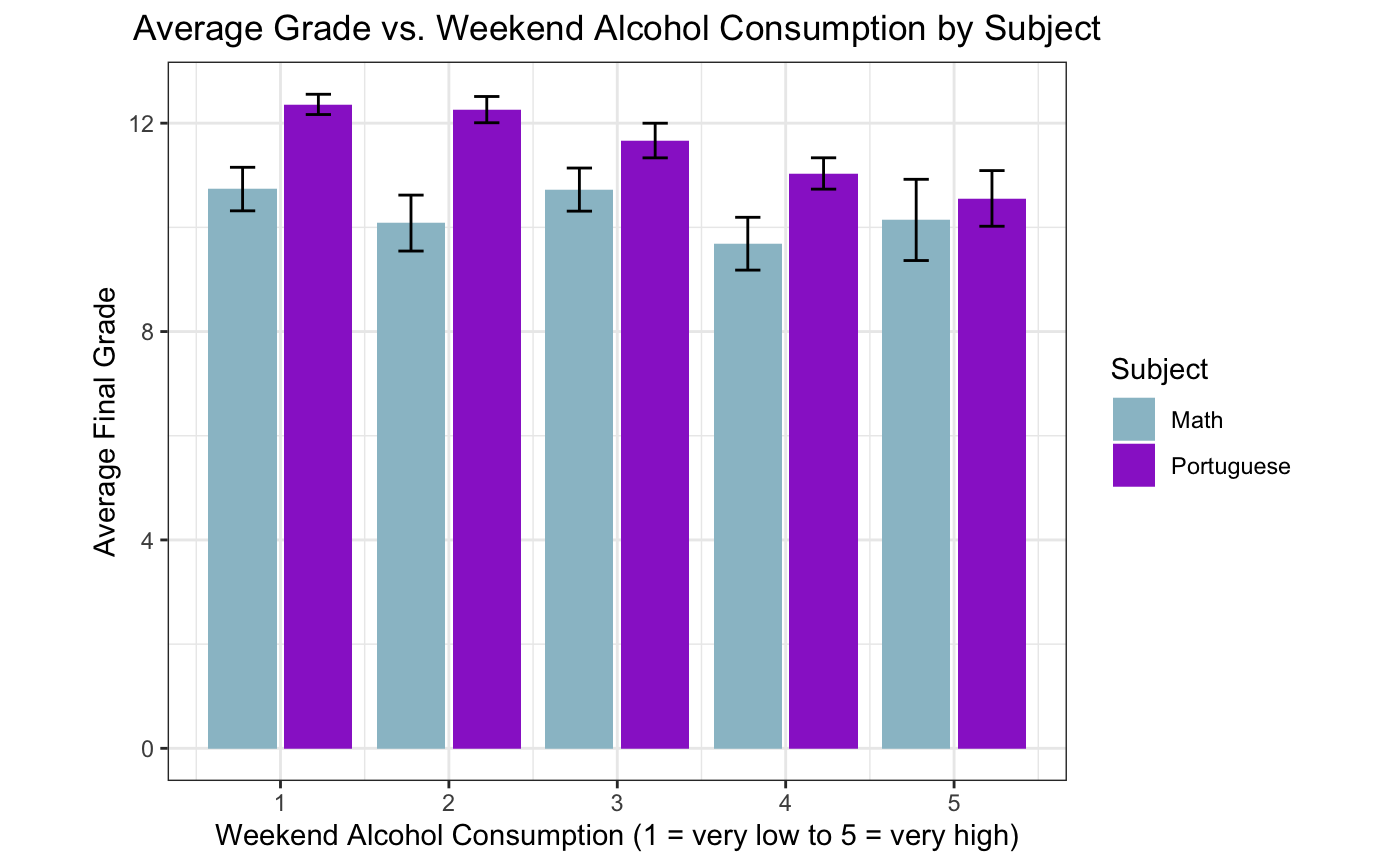 Average Grade vs. Weekend Alcohol Consumption by Subject
12
8
4
0
Average Final Grade
1 2 3 4 5
Weekend Alcohol Consumption (1 = very low to 5 = very high)
Subject
Math
Portuguese